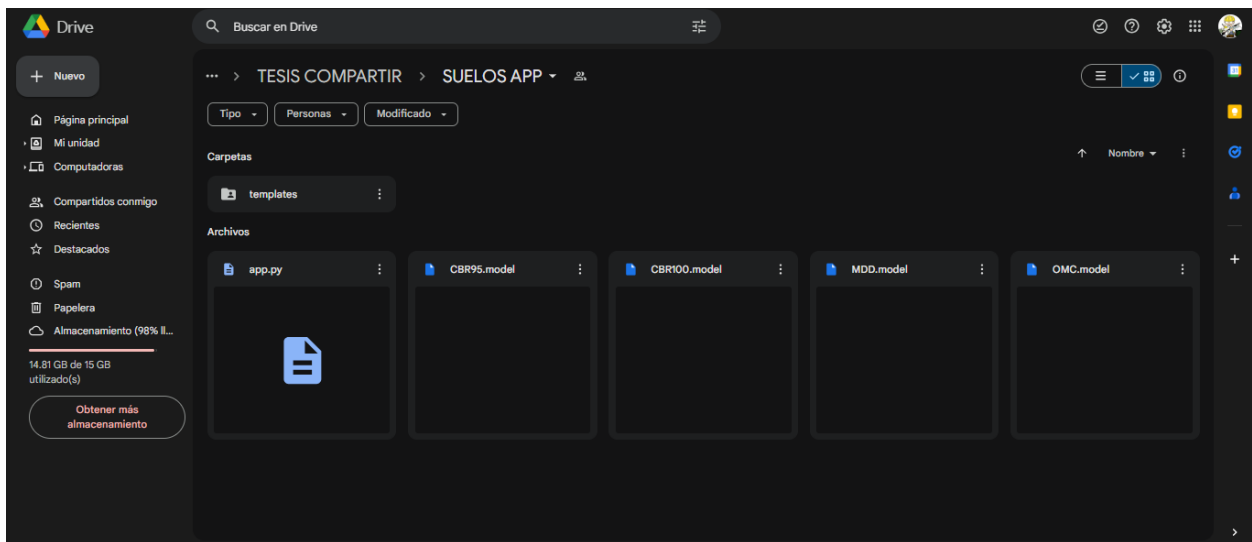 Drive
Buscar en Drive
Nuevo
TESIS COMPARTIR > SUELOS APP
Tipo
Personas
Modificado
Página principal
Mi unidad
Computadoras
Compartidos conmigo
Recientes
Destacados
Spam
Papelera
Almacenamiento (98% ll...
14.81 GB de 15 GB
utilizado(s)
Obtener más
almacenamiento
Carpetas
Nombre
templates
Archivos
app.py
CBR95.model
CBR100.model
MDD.model
OMC.model